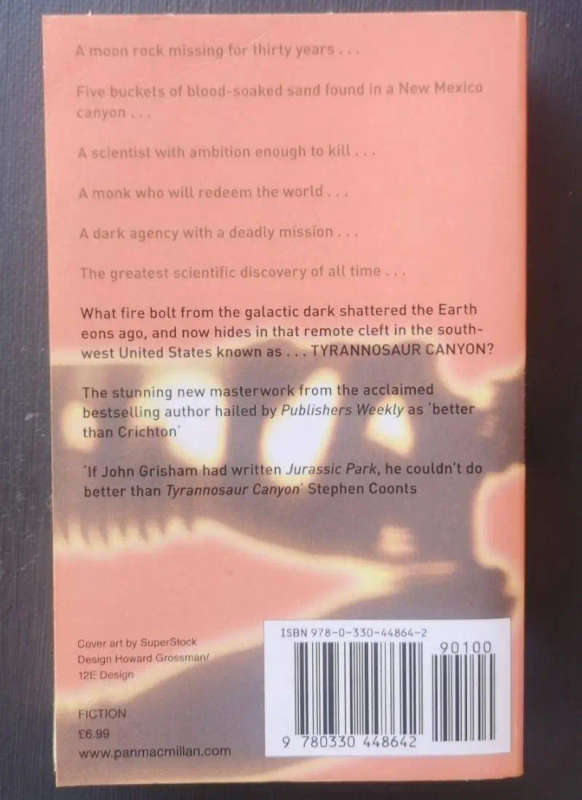 A moon rock missing for thirty years . . .
Five buckets of blood-soaked sand found in a New Mexico
canyon . . .
A scientist with ambition enough to kill . . .
A monk who will redeem the world . . .
A dark agency with a deadly mission . . .
The greatest scientific discovery of all time . . .
What fire bolt from the galactic dark shattered the Earth
eons ago, and now hides in that remote cleft in the south-
west United States known as . . . TYRANNOSAUR CANYON?
The stunning new masterwork from the acclaimed
bestselling author hailed by Publishers Weekly as 'better
than Crichton'
'If John Grisham had written Jurassic Park, he couldn't do
better than Tyrannosaur Canyon' Stephen Coonts
Cover art by SuperStock
Design Howard Grossman/
12E Design
FICTION
£6.99
www.panmacmillan.com
ISBN 978-0-330-44864-2
90100
9 780330 448642